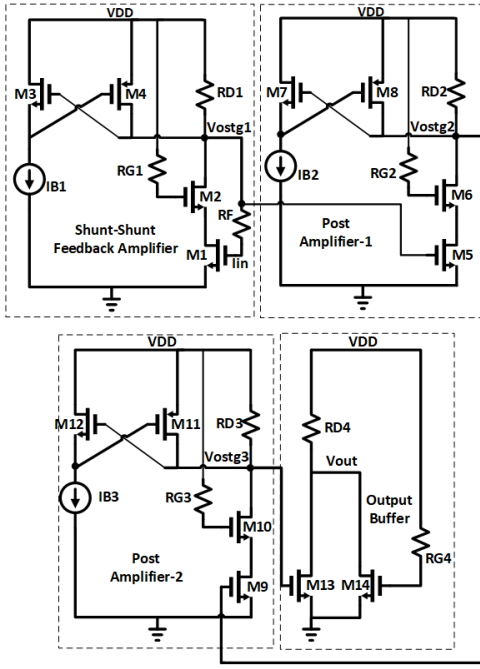 VDD
M3
M4
RD1
Vostg1
RG1
IB1
M2
RF
Shunt-Shunt
Feedback Amplifier
M1
Iin
VDD
M7
M8
RD2
Vostg2
RG2
IB2
M6
Post
Amplifier-1
M5
VDD
M12
M11
RD3
Vostg3
IB3
RG3
M10
Post
Amplifier-2
M9
VDD
RD4
Vout
Output
Buffer
RG4
M13
M14